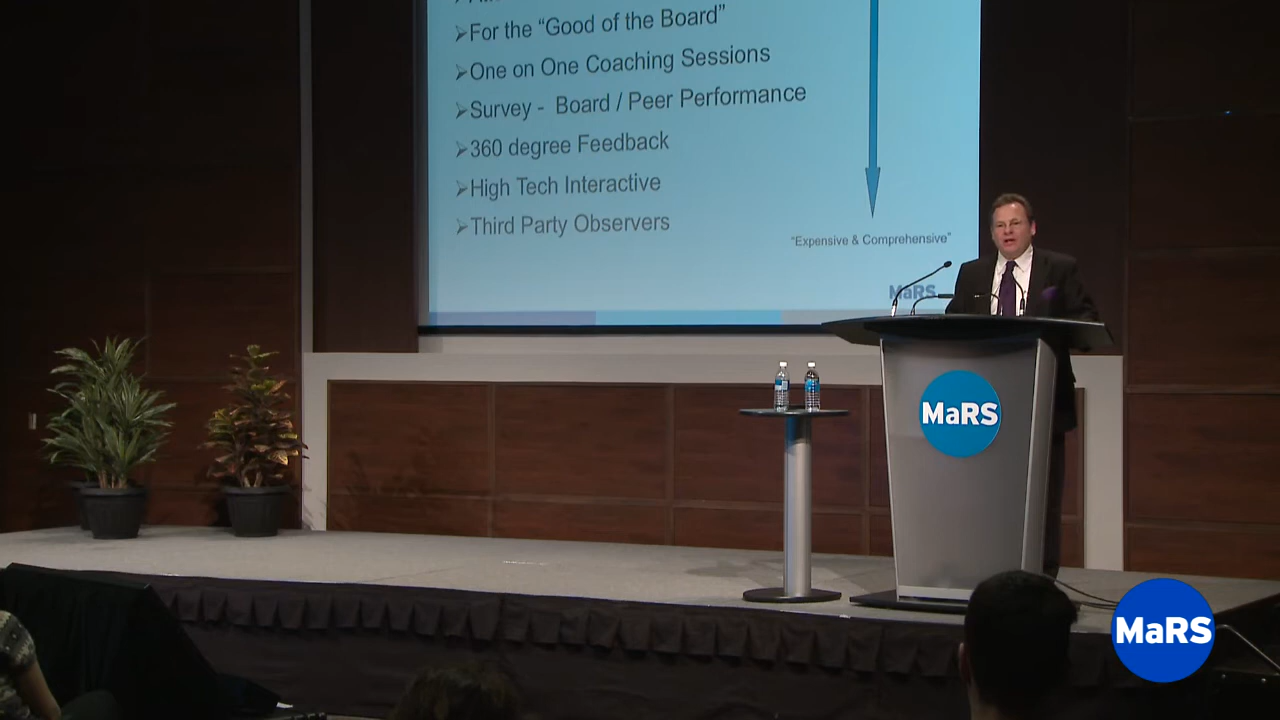 ➢For the “Good of the Board”
➢One on One Coaching Sessions
➢Survey - Board / Peer Performance
➢360 degree Feedback
➢High Tech Interactive
➢Third Party Observers
“Expensive & Comprehensive”
MaRS
MaRS
MaRS